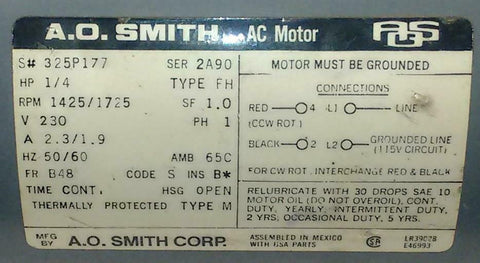 A.O. SMITH AC Motor AOS
S# 325P177 SER 2A90
HP 1/4 TYPE FH
RPM 1425/1725 SF 1.0
V 230 PH 1
A 2.3/1.9
HZ 50/60 AMB 65C
FR B48 CODE S INS B*
TIME CONT. HSG OPEN
THERMALLY PROTECTED TYPE M
MOTOR MUST BE GROUNDED
CONNECTIONS
RED 4 L1 LINE
(CCW ROT.)
BLACK 2 L2 GROUNDED LINE
(115V CIRCUIT)
FOR CW ROT. INTERCHANGE RED & BLACK
RELUBRICATE WITH 30 DROPS SAE 10
MOTOR OIL (DO NOT OVEROIL), CONT.
DUTY, YEARLY, INTERMITTENT DUTY,
2 YRS, OCCASIONAL DUTY, 5 YRS.
MFG BY A.O. SMITH CORP.
ASSEMBLED IN MEXICO
WITH USA PARTS
LR39028
E46993